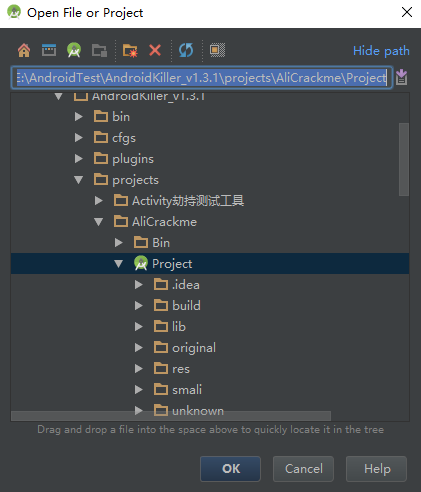 Open File or Project
Hide path
E:\AndroidTest\AndroidKiller_v1.3.1\projects\AliCrackme\Project
AndroidKiller_v1.3.1
bin
cfgs
plugins
projects
Activity劫持测试工具
AliCrackme
Bin
Project
.idea
build
lib
original
res
smali
unknown
Drag and drop a file into the space above to quickly locate it in the tree
OK
Cancel
Help